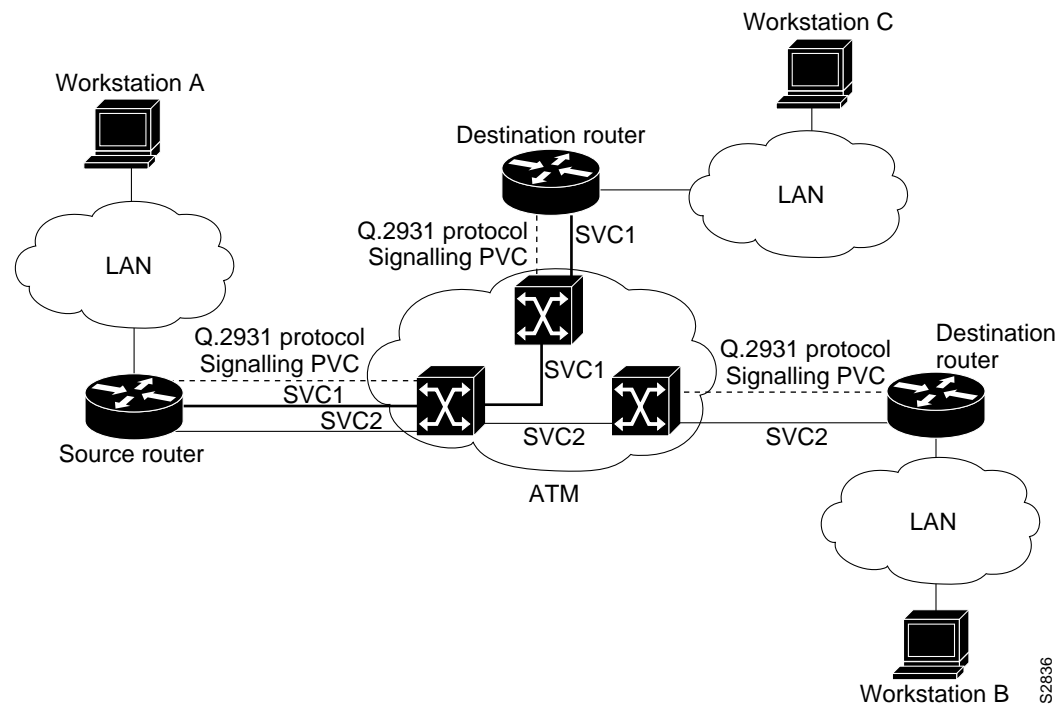 Workstation C
Workstation A
Destination router
LAN
Q.2931 protocol
Signalling PVC
SVC1
LAN
Q.2931 protocol
Signalling PVC
SVC1
Q.2931 protocol
Signalling PVC
Destination
router
SVC1
SVC2
SVC2
SVC2
Source router
ATM
LAN
Workstation B
S2836